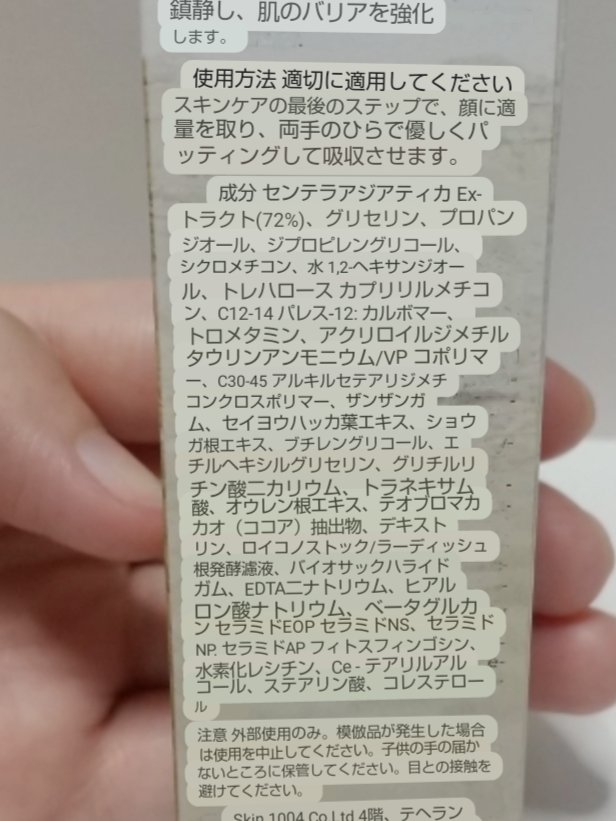 鎮静し、肌のバリアを強化
します。
使用方法 適切に適用してください
スキンケアの最後のステップで、顔に適
量を取り、両手のひらで優しくパ
ッティングして吸収させます。
成分 センテラアジアティカ Ex-
トラクト(72%)、グリセリン、プロパン
ジオール、ジプロピレングリコール、
シクロメチコン、水 1,2-ヘキサンジオー
ル、トレハロース カプリリルメチコ
ン、C12-14 パレス-12: カルボマー、
トロメタミン、アクリロイルジメチル
タウリンアンモニウム/VP コポリマ
ー、C30-45 アルキルセテアリジメチ
コンクロスポリマー、ザンザンガ
ム、セイヨウハッカ葉エキス、ショウ
ガ根エキス、ブチレングリコール、エ
チルヘキシルグリセリン、グリチルリ
チン酸二カリウム、トラネキサム
酸、オウレン根エキス、テオブロマカ
カオ（ココア）抽出物、デキスト
リン、ロイコノストック/ラーディッシュ
根発酵濾液、バイオサックハライド
ガム、EDTA二ナトリウム、ヒアル
ロン酸ナトリウム、ベータグルカ
ン セラミドEOP セラミドNS、セラミド
NP. セラミドAP フィトスフィンゴシン、
水素化レシチン、Ce - テアリルアル
コール、ステアリン酸、コレステロー
ル
注意 外部使用のみ。模倣品が発生した場合
は使用を中止してください。子供の手の届か
ないところに保管してください。目との接触を
避けてください。
Skin 1004 Co Ltd 4階、テヘラン